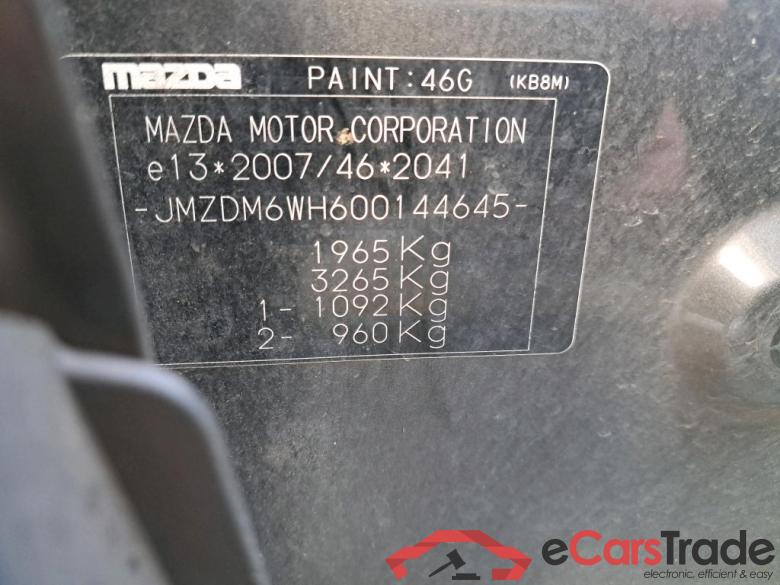 mazda PAINT:46G (KB8M)
MAZDA MOTOR CORPORATION
e13*2007/46*2041
-JMZDM6WH600144645-
1965Kg
3265Kg
1- 1092Kg
2- 960Kg
eCarsTrade
electronic, efficient & easy